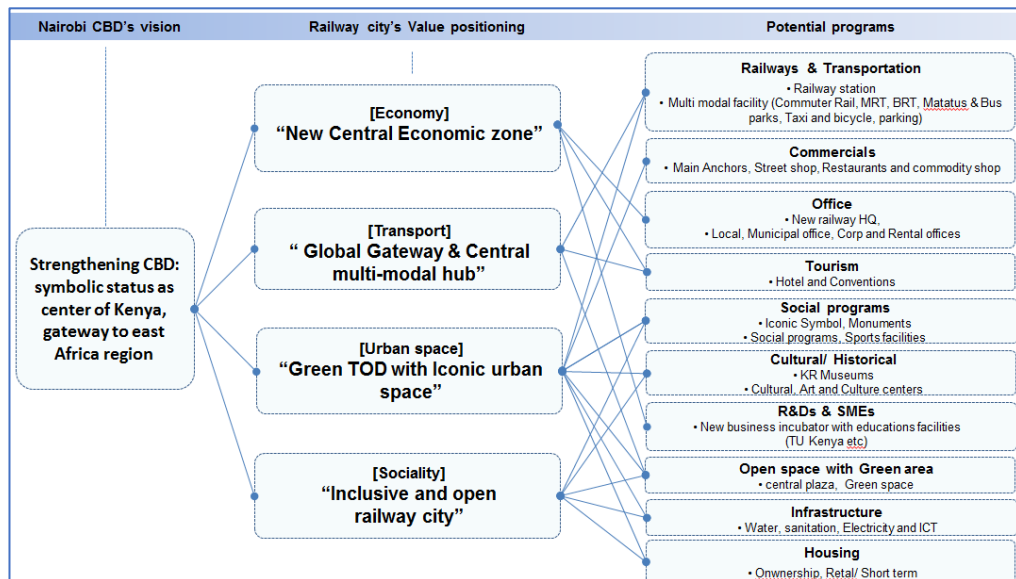 Nairobi CBD's vision
Railway city's Value positioning
Potential programs
Strengthening CBD:
symbolic status as
center of Kenya,
gateway to east
Africa region
[Economy]
"New Central Economic zone"
[Transport]
" Global Gateway & Central
multi-modal hub"
[Urban space]
"Green TOD with Iconic urban
space"
[Sociality]
"Inclusive and open
railway city"
Railways & Transportation
• Railway station
• Multi modal facility (Commuter Rail, MRT, BRT, Matatus & Bus
parks, Taxi and bicycle, parking)
Commercials
• Main Anchors, Street shop, Restaurants and commodity shop
Office
• New railway HQ,
• Local, Municipal office, Corp and Rental offices
Tourism
• Hotel and Conventions
Social programs
• Iconic Symbol, Monuments
• Social programs, Sports facilities
Cultural/ Historical
• KR Museums
• Cultural, Art and Culture centers
R&Ds & SMEs
• New business incubator with educations facilities
(TU Kenya etc)
Open space with Green area
• central plaza, Green space
Infrastructure
• Water, sanitation, Electricity and ICT
Housing
• Onwnership, Retal/ Short term